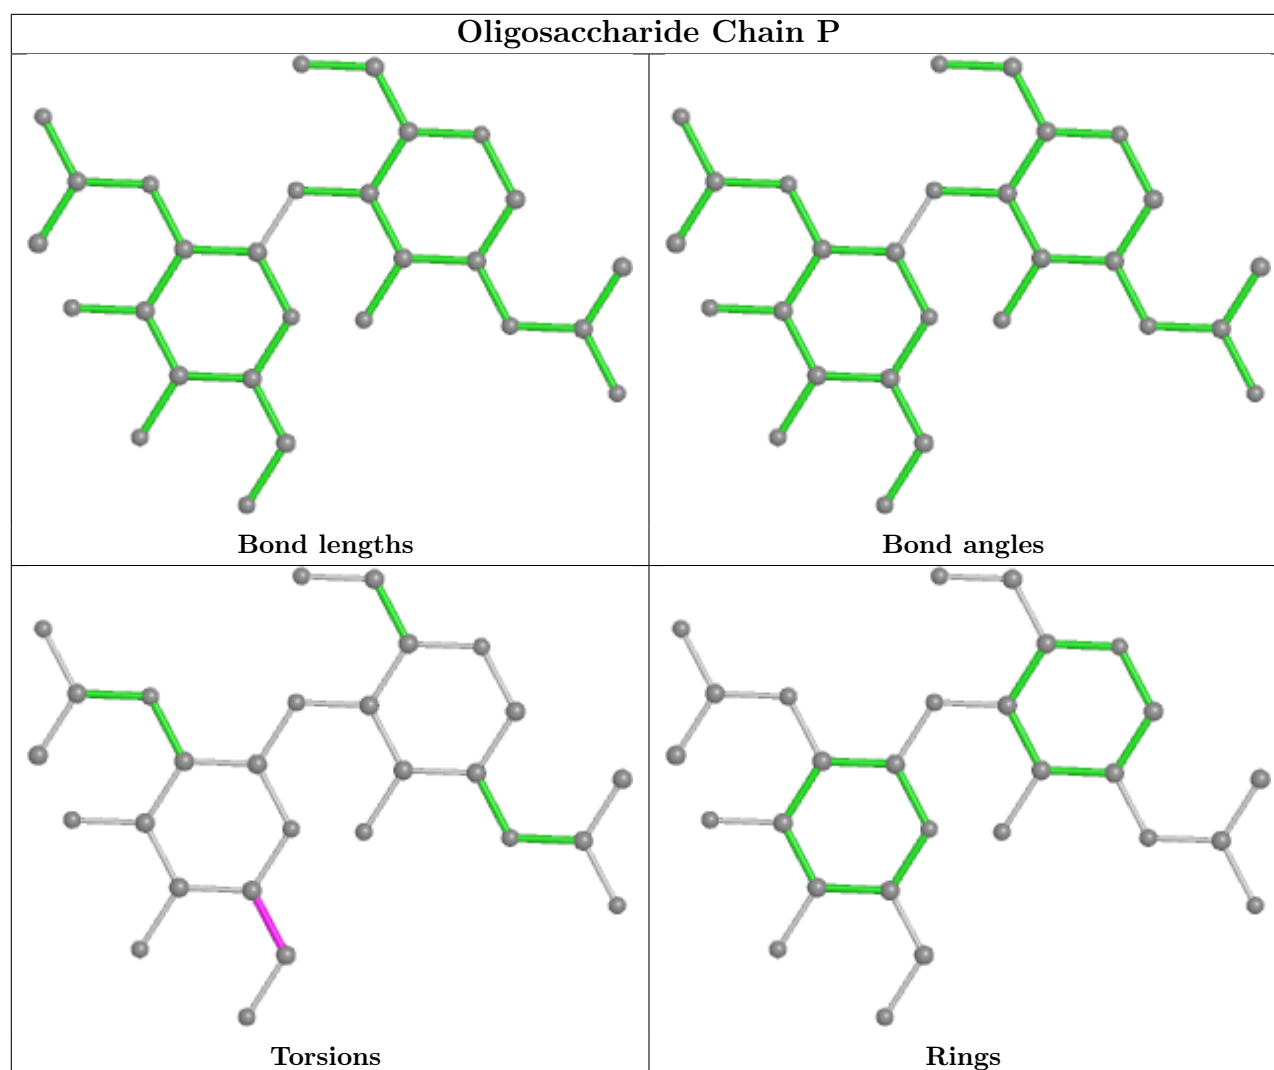 Oligosaccharide Chain P
Bond lengths
Bond angles
Torsions
Rings